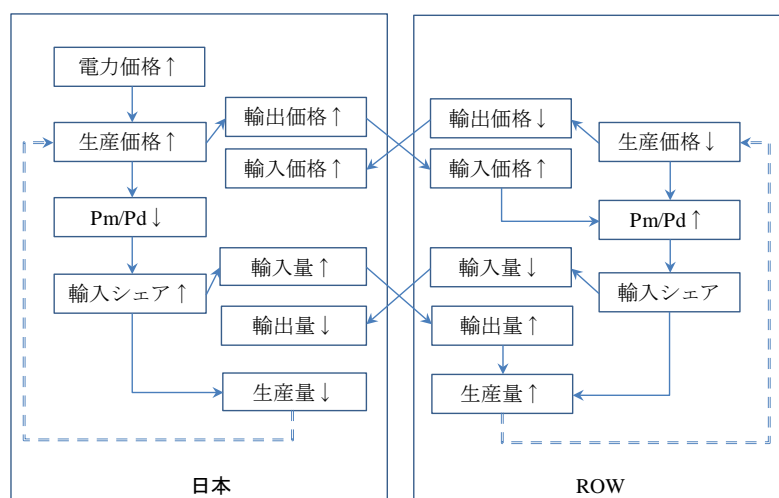 電力価格↑
生産価格↑
輸出価格↑
輸入価格↑
Pm/Pd↓
輸入シェア↑
輸入量↑
輸出量↓
生産量↓
日本
輸出価格↓
生産価格↓
輸入価格↑
Pm/Pd↑
輸入量↓
輸入シェア
輸出量↑
生産量↑
ROW